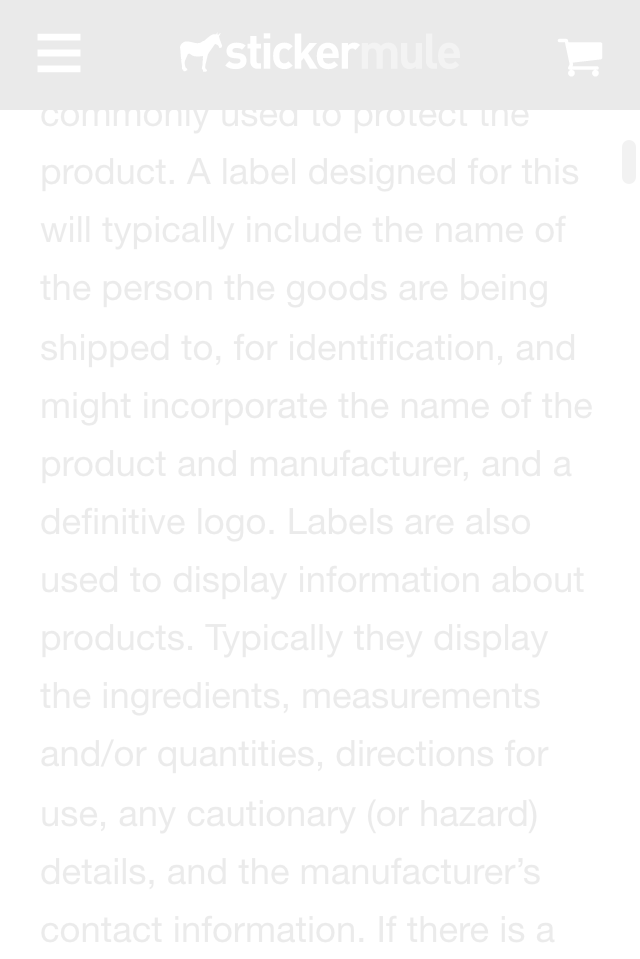 stickermule
commonly used to protect the
product. A label designed for this
will typically include the name of
the person the goods are being
shipped to, for identification, and
might incorporate the name of the
product and manufacturer, and a
definitive logo. Labels are also
used to display information about
products. Typically they display
the ingredients, measurements
and/or quantities, directions for
use, any cautionary (or hazard)
details, and the manufacturer’s
contact information. If there is a